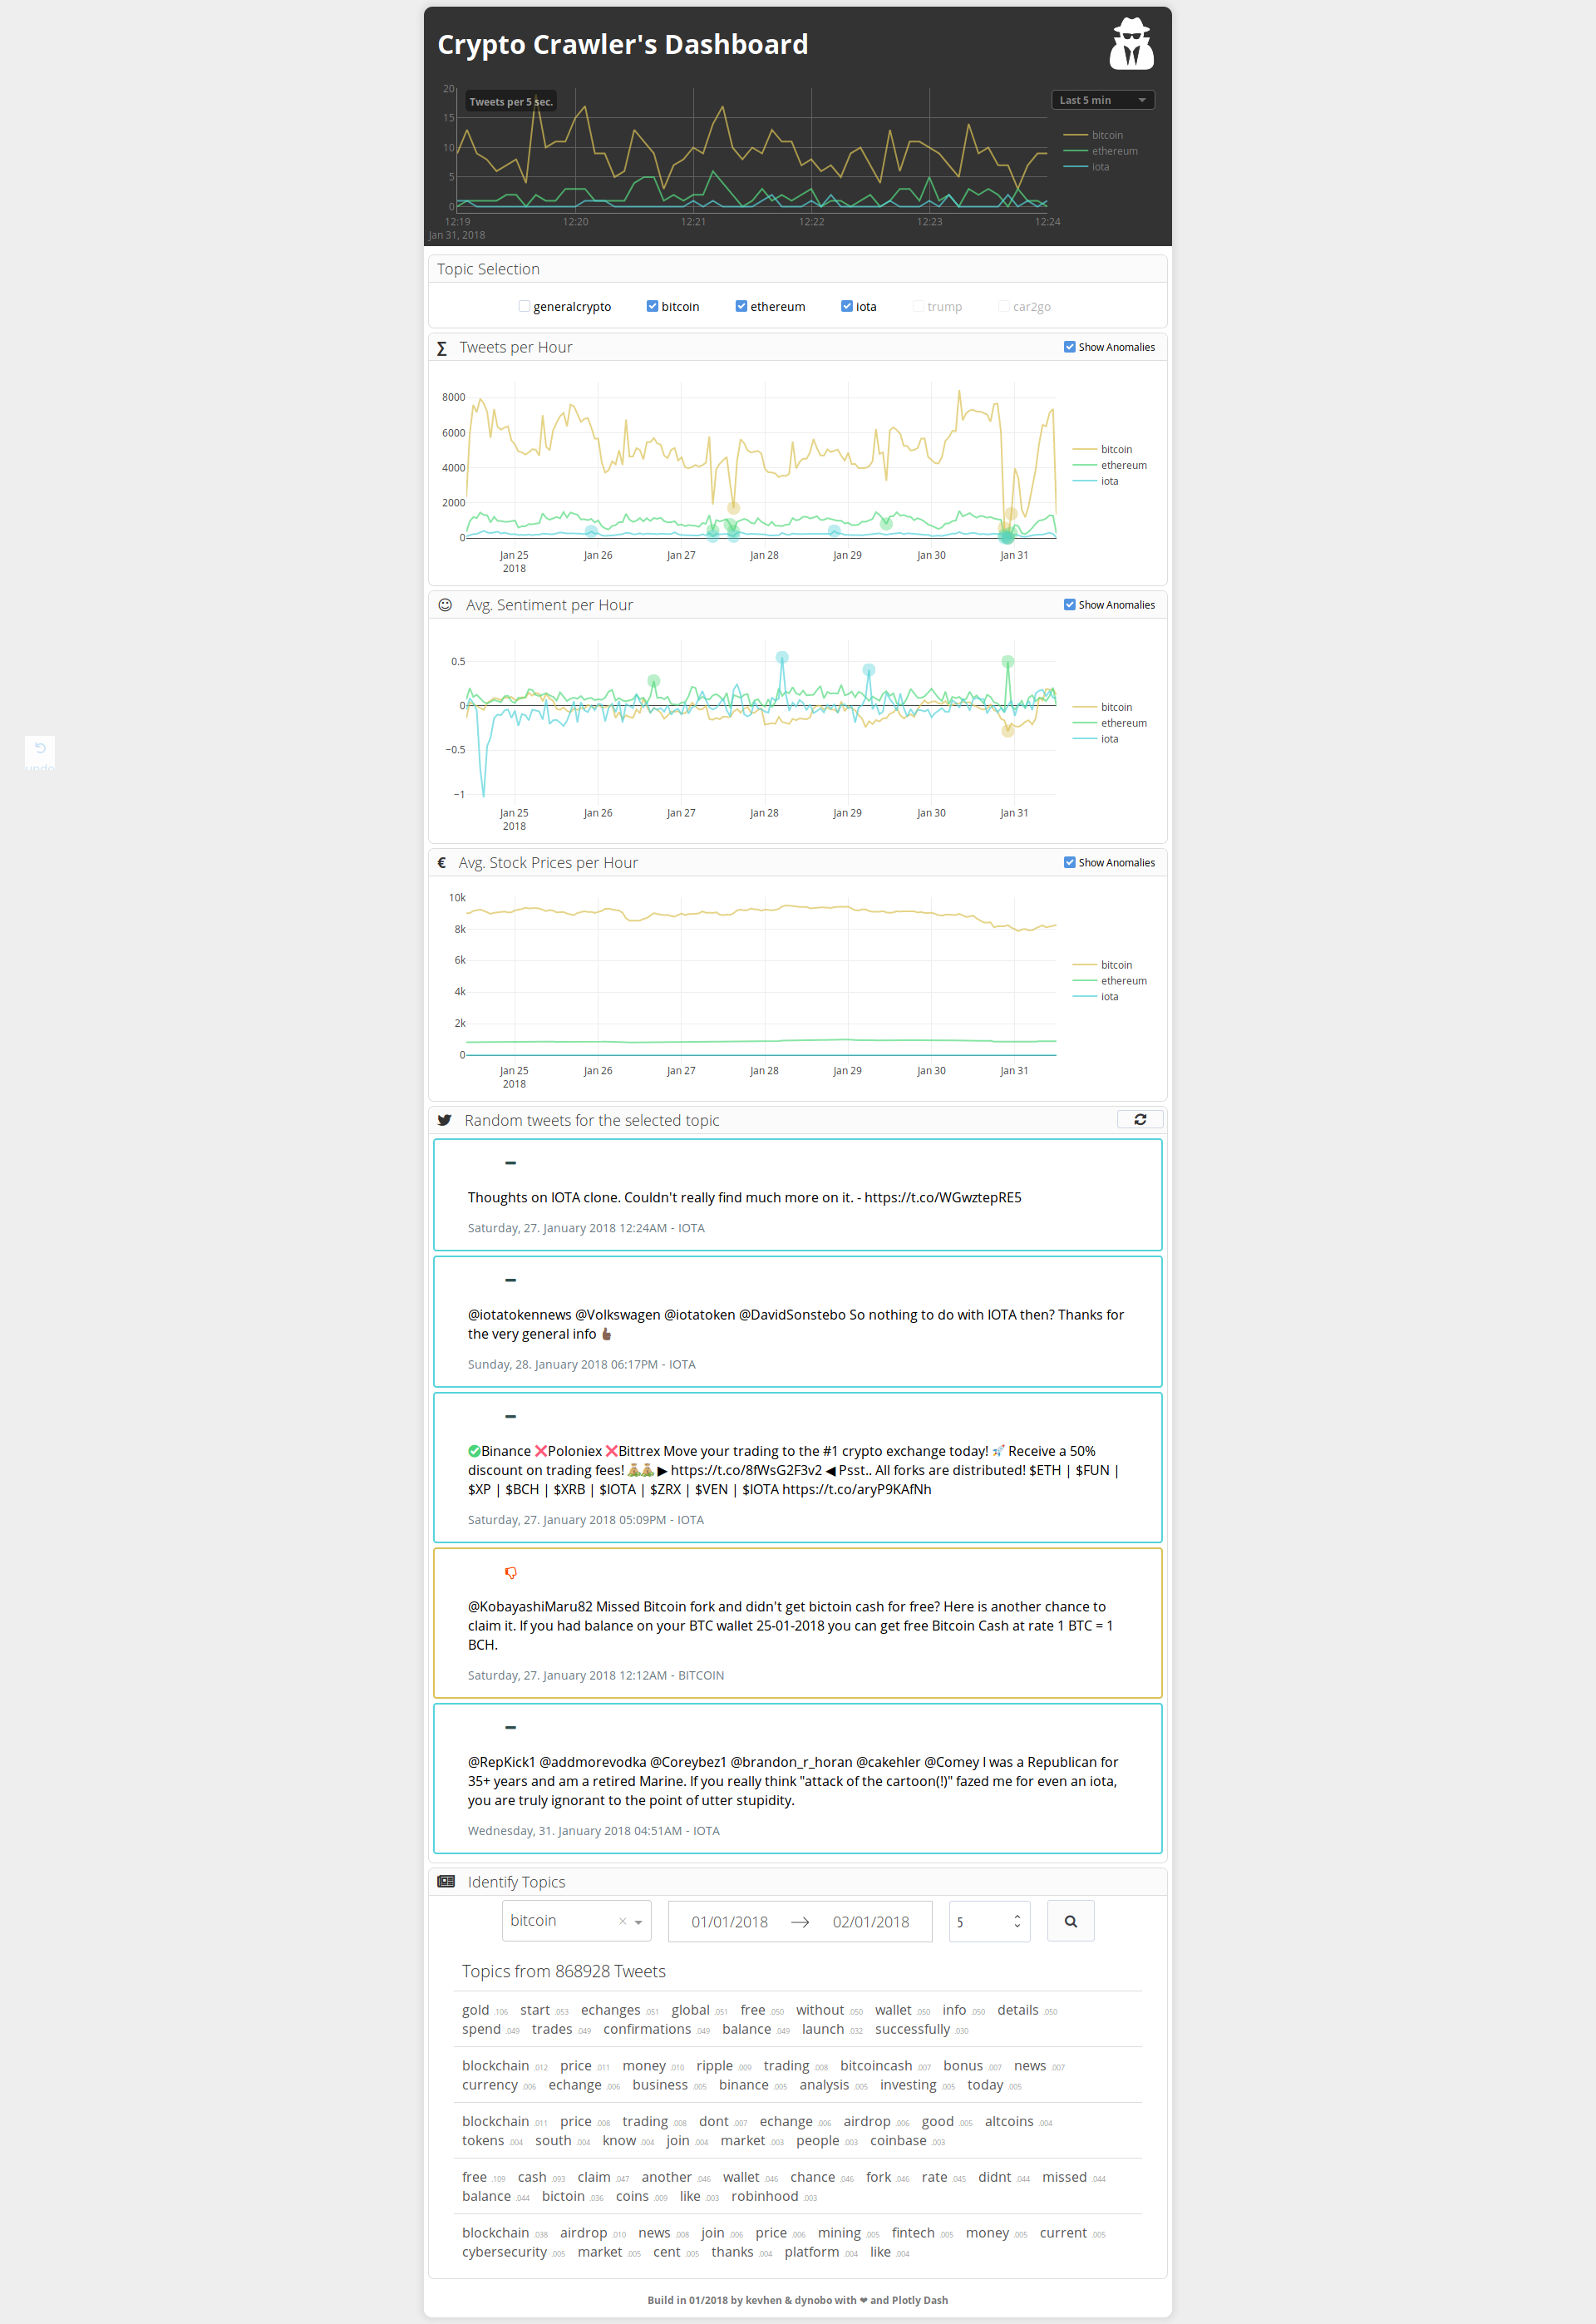 Crypto Crawler's Dashboard
Tweets per 5 sec.
Last 5 min
20
15
10
5
0
12:19
12:20
12:21
12:22
12:23
12:24
Jan 31, 2018
bitcoin
ethereum
iota
Topic Selection
generalcrypto bitcoin ethereum iota trump car2go
∑ Tweets per Hour
Show Anomalies
8000
6000
4000
2000
0
Jan 25 Jan 26 Jan 27 Jan 28 Jan 29 Jan 30 Jan 31
2018
bitcoin
ethereum
iota
Avg. Sentiment per Hour
Show Anomalies
0.5
0
−0.5
−1
Jan 25 Jan 26 Jan 27 Jan 28 Jan 29 Jan 30 Jan 31
2018
bitcoin
ethereum
iota
undo
€ Avg. Stock Prices per Hour
Show Anomalies
10k
8k
6k
4k
2k
0
Jan 25 Jan 26 Jan 27 Jan 28 Jan 29 Jan 30 Jan 31
2018
bitcoin
ethereum
iota
Random tweets for the selected topic
Thoughts on IOTA clone. Couldn't really find much more on it. - https://t.co/WGwztepRE5
Saturday, 27. January 2018 12:24AM - IOTA
@iotatokennews @Volkswagen @iotatoken @DavidSonstebo So nothing to do with IOTA then? Thanks for
the very general info 👍🏿
Sunday, 28. January 2018 06:17PM - IOTA
✅Binance ❌Poloniex ❌Bittrex Move your trading to the #1 crypto exchange today! 🚀 Receive a 50%
discount on trading fees! 💰💰 ▶ https://t.co/8fWsG2F3v2 ◀ Psst.. All forks are distributed! $ETH | $FUN |
$XP | $BCH | $XRB | $IOTA | $ZRX | $VEN | $IOTA https://t.co/aryP9KAfNh
Saturday, 27. January 2018 05:09PM - IOTA
@KobayashiMaru82 Missed Bitcoin fork and didn't get bictoin cash for free? Here is another chance to
claim it. If you had balance on your BTC wallet 25-01-2018 you can get free Bitcoin Cash at rate 1 BTC = 1
BCH.
Saturday, 27. January 2018 12:12AM - BITCOIN
@RepKick1 @addmorevodka @Coreybez1 @brandon_r_horan @cakehler @Comey I was a Republican for
35+ years and am a retired Marine. If you really think "attack of the cartoon(!)" fazed me for even an iota,
you are truly ignorant to the point of utter stupidity.
Wednesday, 31. January 2018 04:51AM - IOTA
Identify Topics
bitcoin × 01/01/2018 → 02/01/2018 5
Topics from 868928 Tweets
gold .106 start .053 echanges .051 global .051 free .050 without .050 wallet .050 info .050 details .050
spend .049 trades .049 confirmations .049 balance .049 launch .032 successfully .030
blockchain .012 price .011 money .010 ripple .009 trading .008 bitcoincash .007 bonus .007 news .007
currency .006 echange .006 business .005 binance .005 analysis .005 investing .005 today .005
blockchain .011 price .008 trading .008 dont .007 echange .006 airdrop .006 good .005 altcoins .004
tokens .004 south .004 know .004 join .004 market .003 people .003 coinbase .003
free .109 cash .093 claim .047 another .046 wallet .046 chance .046 fork .046 rate .045 didnt .044 missed .044
balance .044 bictoin .036 coins .009 like .003 robinhood .003
blockchain .038 airdrop .010 news .008 join .006 price .006 mining .005 fintech .005 money .005 current .005
cybersecurity .005 market .005 cent .005 thanks .004 platform .004 like .004
Build in 01/2018 by kevhen & dynobo with ❤ and Plotly Dash